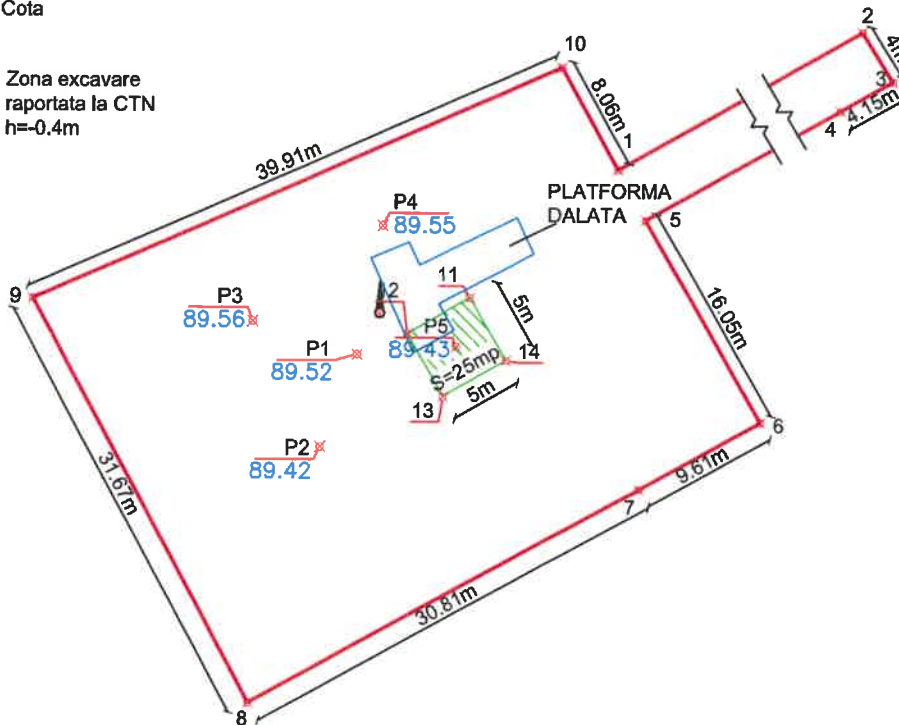 Cota
Zona excavare
raportata la CTN
h=-0.4m
10
2
8.06m
3
4.15m
4
1
39.91m
PLATFORMA
DALATA
P4
89.55
5
11
9
P3
89.56
2
5m
16.05m
P5
89.43
P1
89.52
14
S=25mp
5m
13
6
P2
89.42
9.61m
7
31.67m
30.81m
8